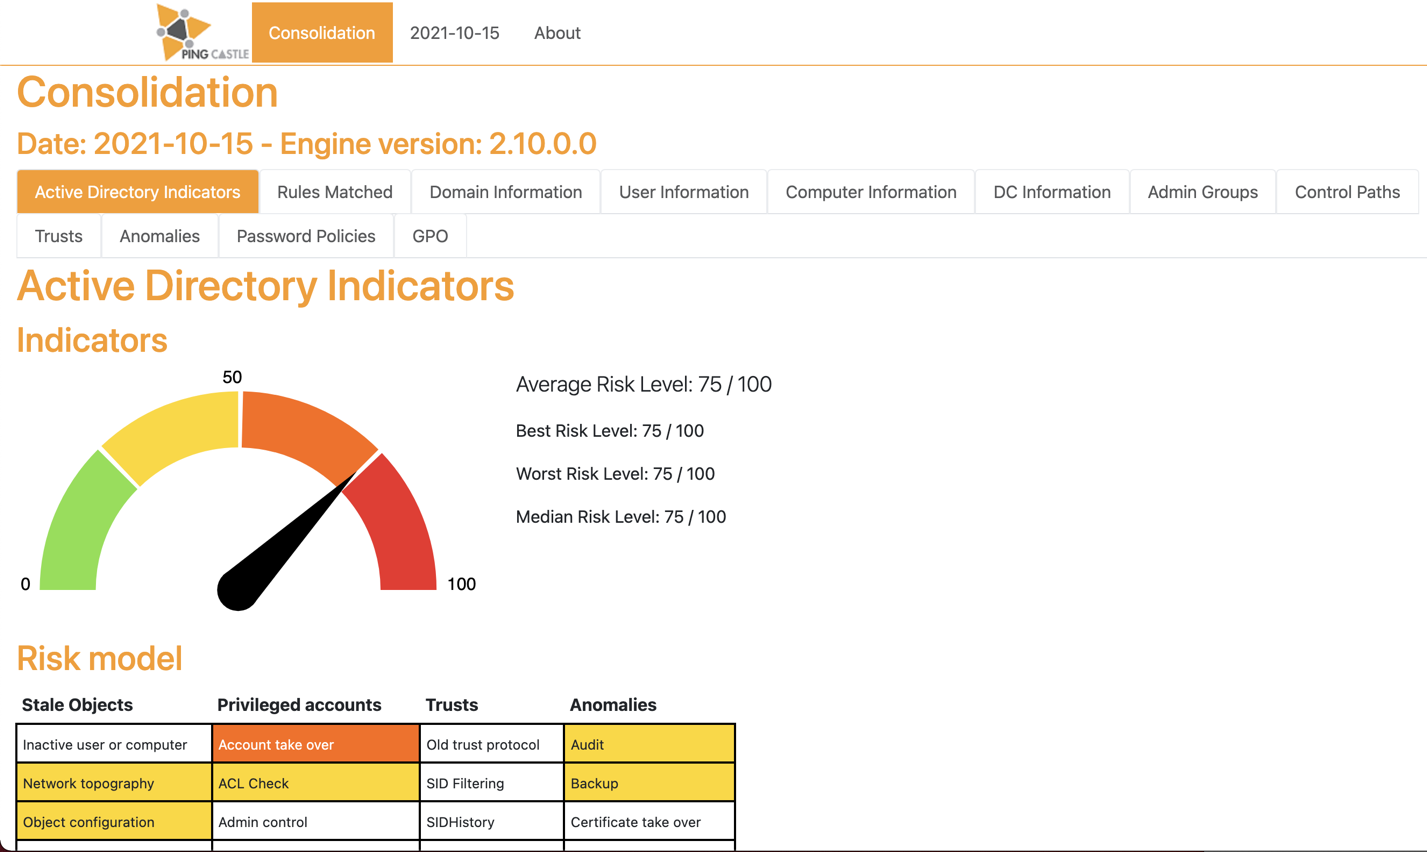 PING CASTLE
Consolidation 2021-10-15 About
Consolidation
Date: 2021-10-15 - Engine version: 2.10.0.0
Active Directory Indicators Rules Matched Domain Information User Information Computer Information DC Information Admin Groups Control Paths
Trusts Anomalies Password Policies GPO
Active Directory Indicators
Indicators
50
0
100
Average Risk Level: 75 / 100
Best Risk Level: 75 / 100
Worst Risk Level: 75 / 100
Median Risk Level: 75 / 100
Risk model
Stale Objects Privileged accounts Trusts Anomalies
Inactive user or computer Account take over Old trust protocol Audit
Network topography ACL Check SID Filtering Backup
Object configuration Admin control SIDHistory Certificate take over